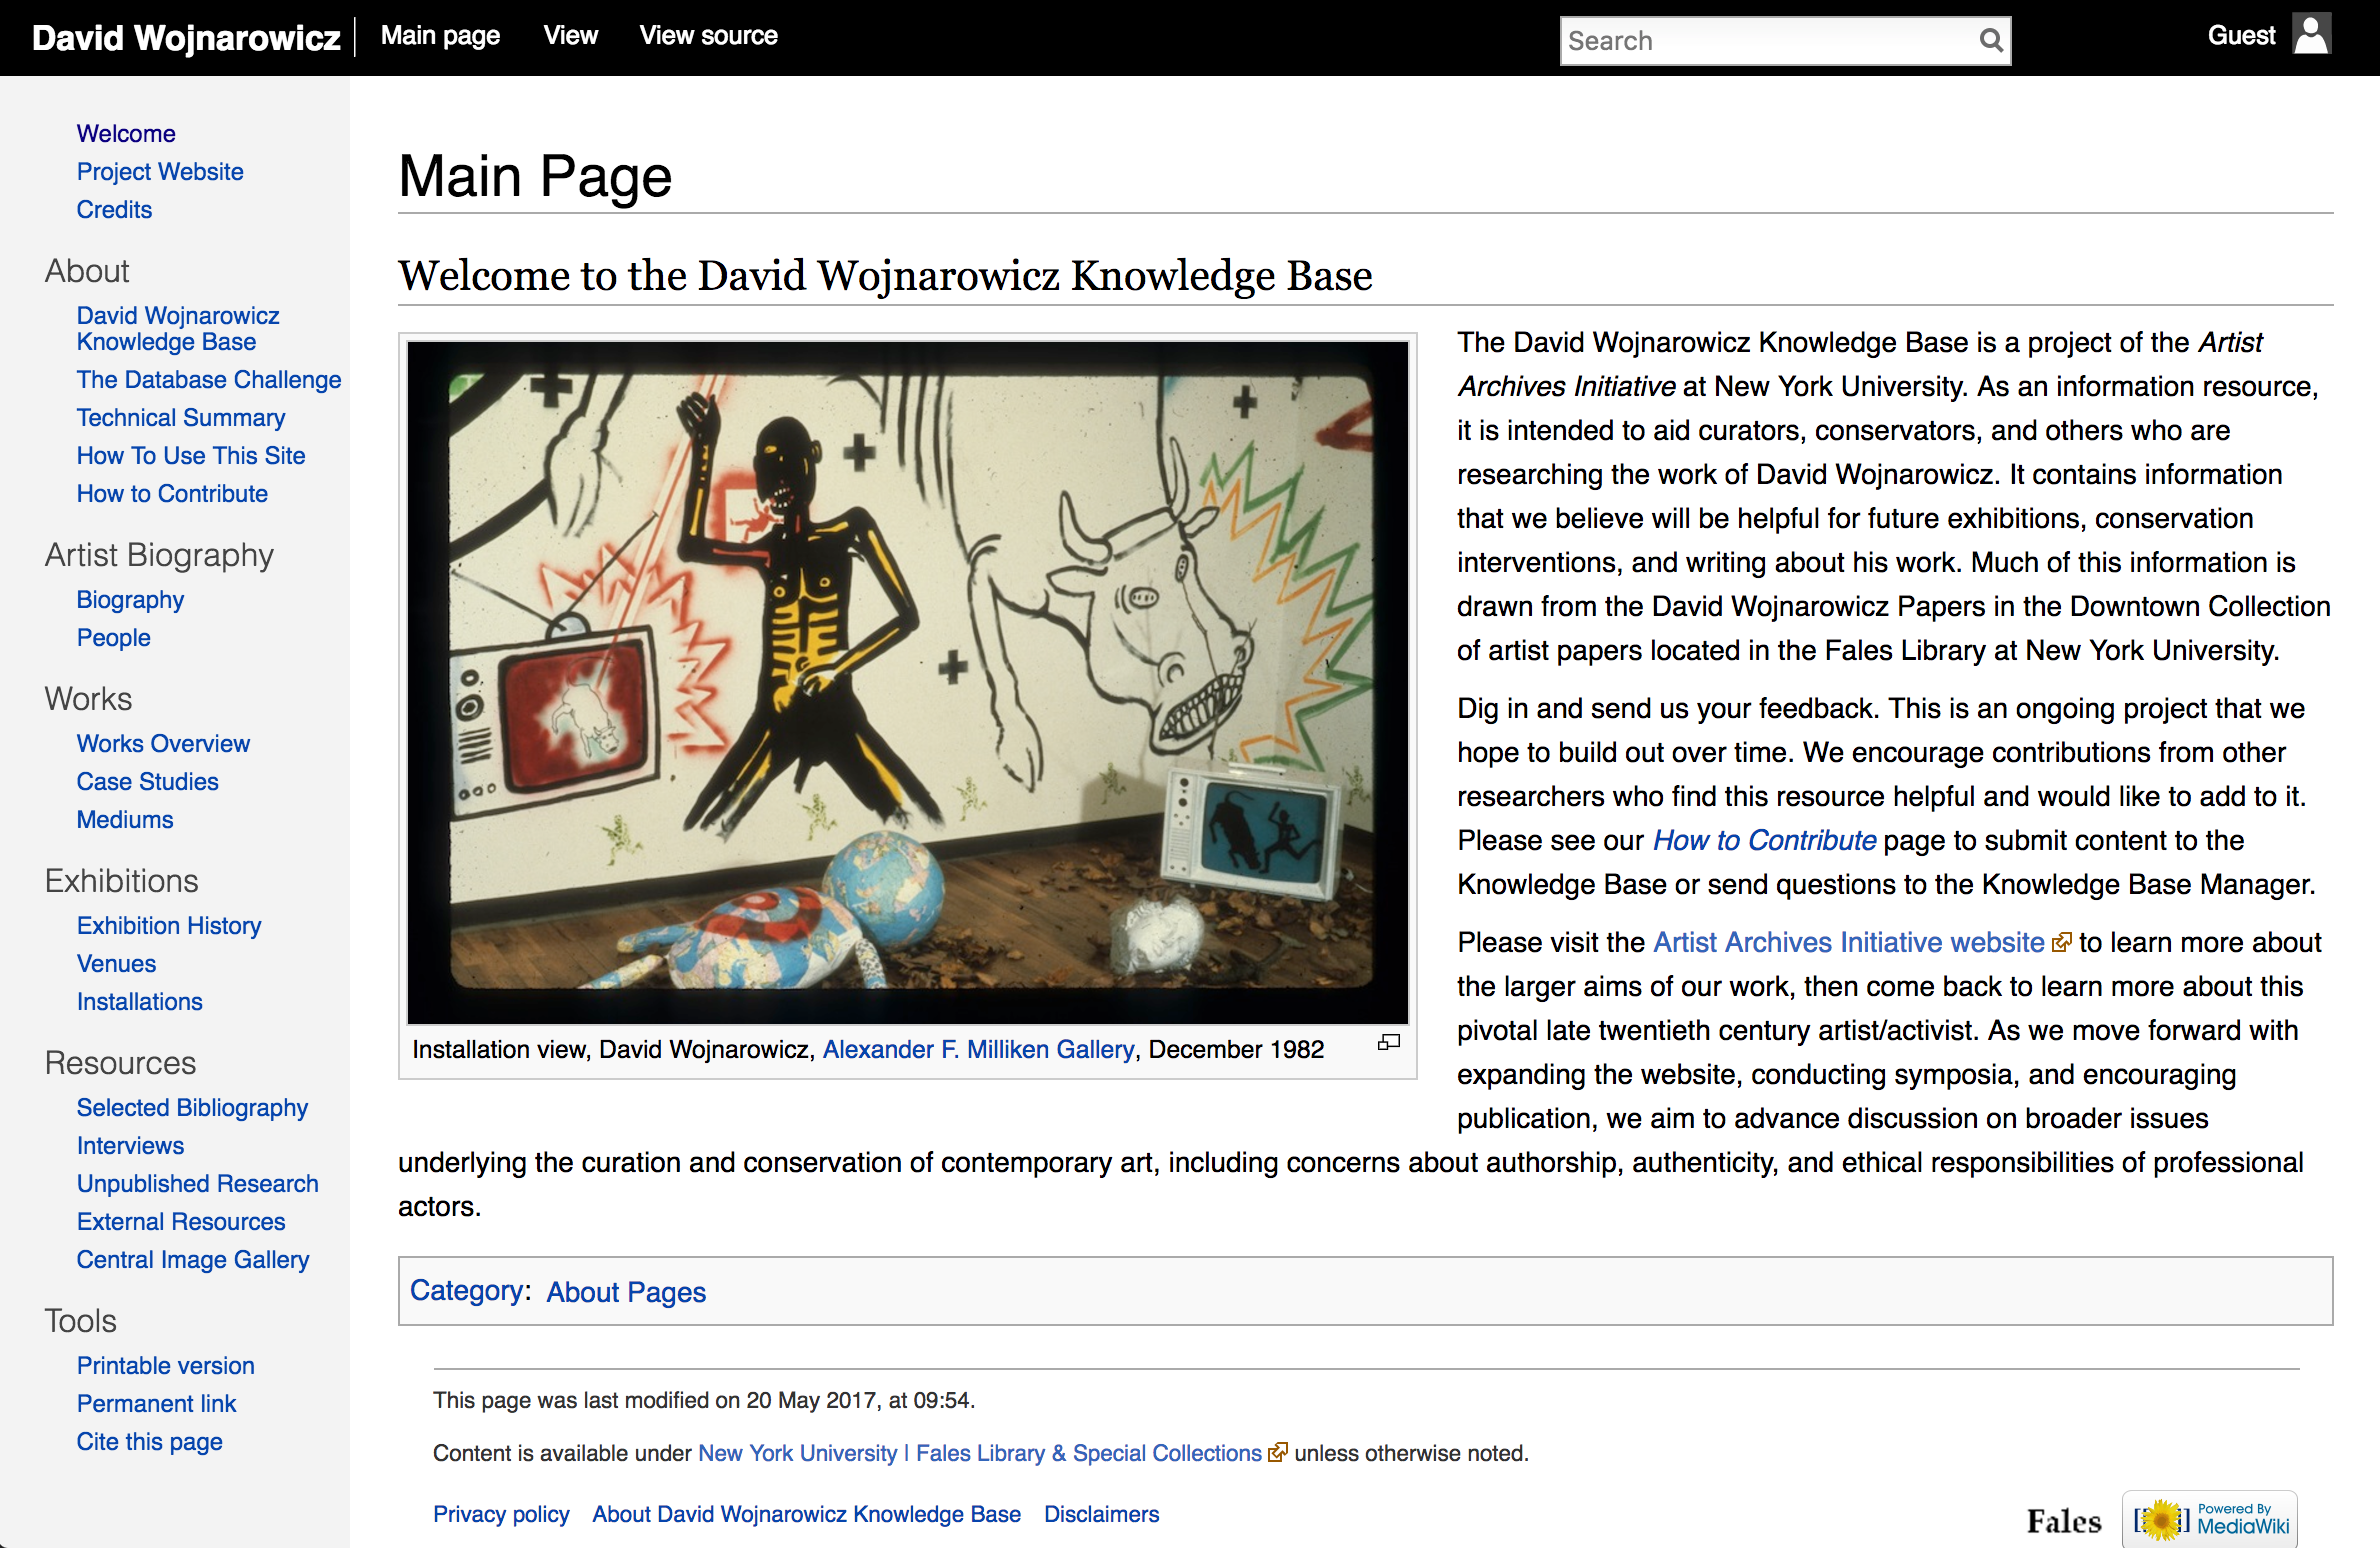 David Wojnarowicz
Main page
View
View source
Search
Guest
Welcome
Project Website
Credits
About
David Wojnarowicz
Knowledge Base
The Database Challenge
Technical Summary
How To Use This Site
How to Contribute
Artist Biography
Biography
People
Works
Works Overview
Case Studies
Mediums
Exhibitions
Exhibition History
Venues
Installations
Resources
Selected Bibliography
Interviews
Unpublished Research
External Resources
Central Image Gallery
Tools
Printable version
Permanent link
Cite this page
Main Page
Welcome to the David Wojnarowicz Knowledge Base
Installation view, David Wojnarowicz, Alexander F. Milliken Gallery, December 1982
The David Wojnarowicz Knowledge Base is a project of the Artist
Archives Initiative at New York University. As an information resource,
it is intended to aid curators, conservators, and others who are
researching the work of David Wojnarowicz. It contains information
that we believe will be helpful for future exhibitions, conservation
interventions, and writing about his work. Much of this information is
drawn from the David Wojnarowicz Papers in the Downtown Collection
of artist papers located in the Fales Library at New York University.
Dig in and send us your feedback. This is an ongoing project that we
hope to build out over time. We encourage contributions from other
researchers who find this resource helpful and would like to add to it.
Please see our How to Contribute page to submit content to the
Knowledge Base or send questions to the Knowledge Base Manager.
Please visit the Artist Archives Initiative website to learn more about
the larger aims of our work, then come back to learn more about this
pivotal late twentieth century artist/activist. As we move forward with
expanding the website, conducting symposia, and encouraging
publication, we aim to advance discussion on broader issues
underlying the curation and conservation of contemporary art, including concerns about authorship, authenticity, and ethical responsibilities of professional
actors.
Category: About Pages
This page was last modified on 20 May 2017, at 09:54.
Content is available under New York University | Fales Library & Special Collections unless otherwise noted.
Privacy policy
About David Wojnarowicz Knowledge Base
Disclaimers
Fales
Powered By
MediaWiki